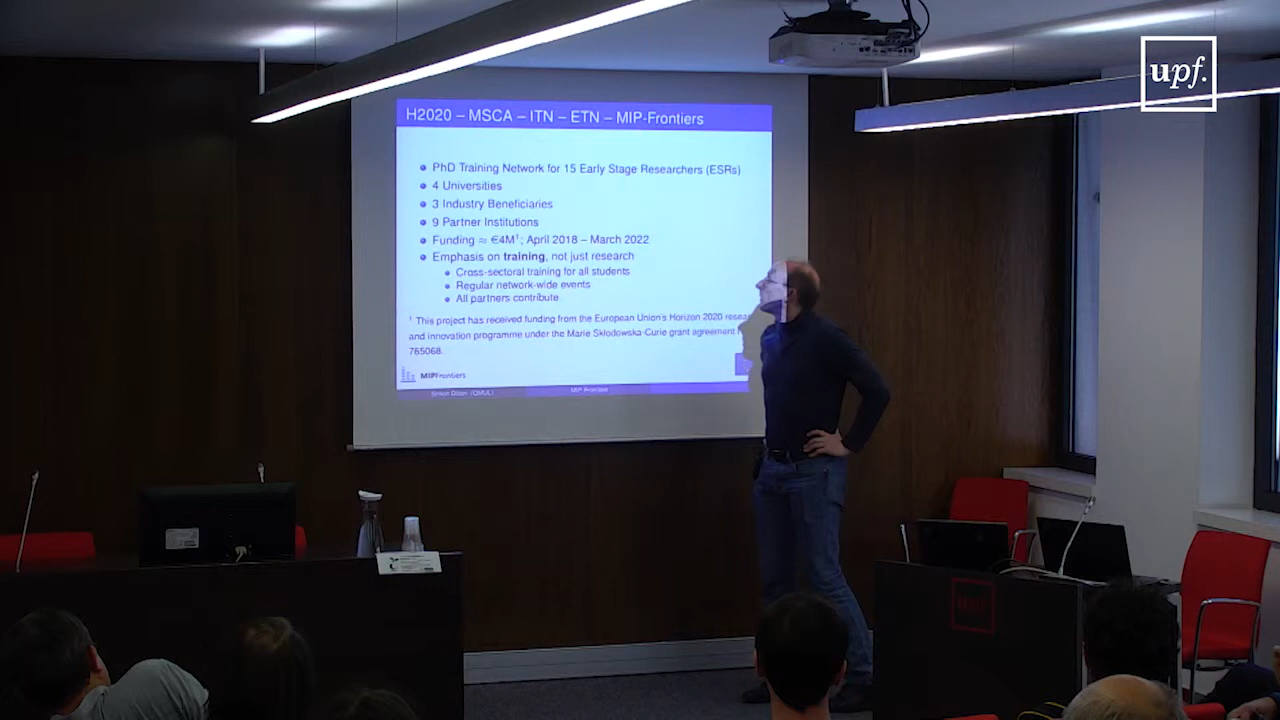 upf.
H2020 – MSCA – ITN – ETN – MIP-Frontiers
PhD Training Network for 15 Early Stage Researchers (ESRs)
4 Universities
3 Industry Beneficiaries
9 Partner Institutions
Funding ≈ €4M†; April 2018 – March 2022
Emphasis on training, not just research
Cross-sectoral training for all students
Regular network-wide events
All partners contribute
† This project has received funding from the European Union's Horizon 2020
and innovation programme under the Marie Skłodowska-Curie grant agreement
765068.
MIPFrontiers
Simon Dixon (QMUL) MIP Frontiers
upf.